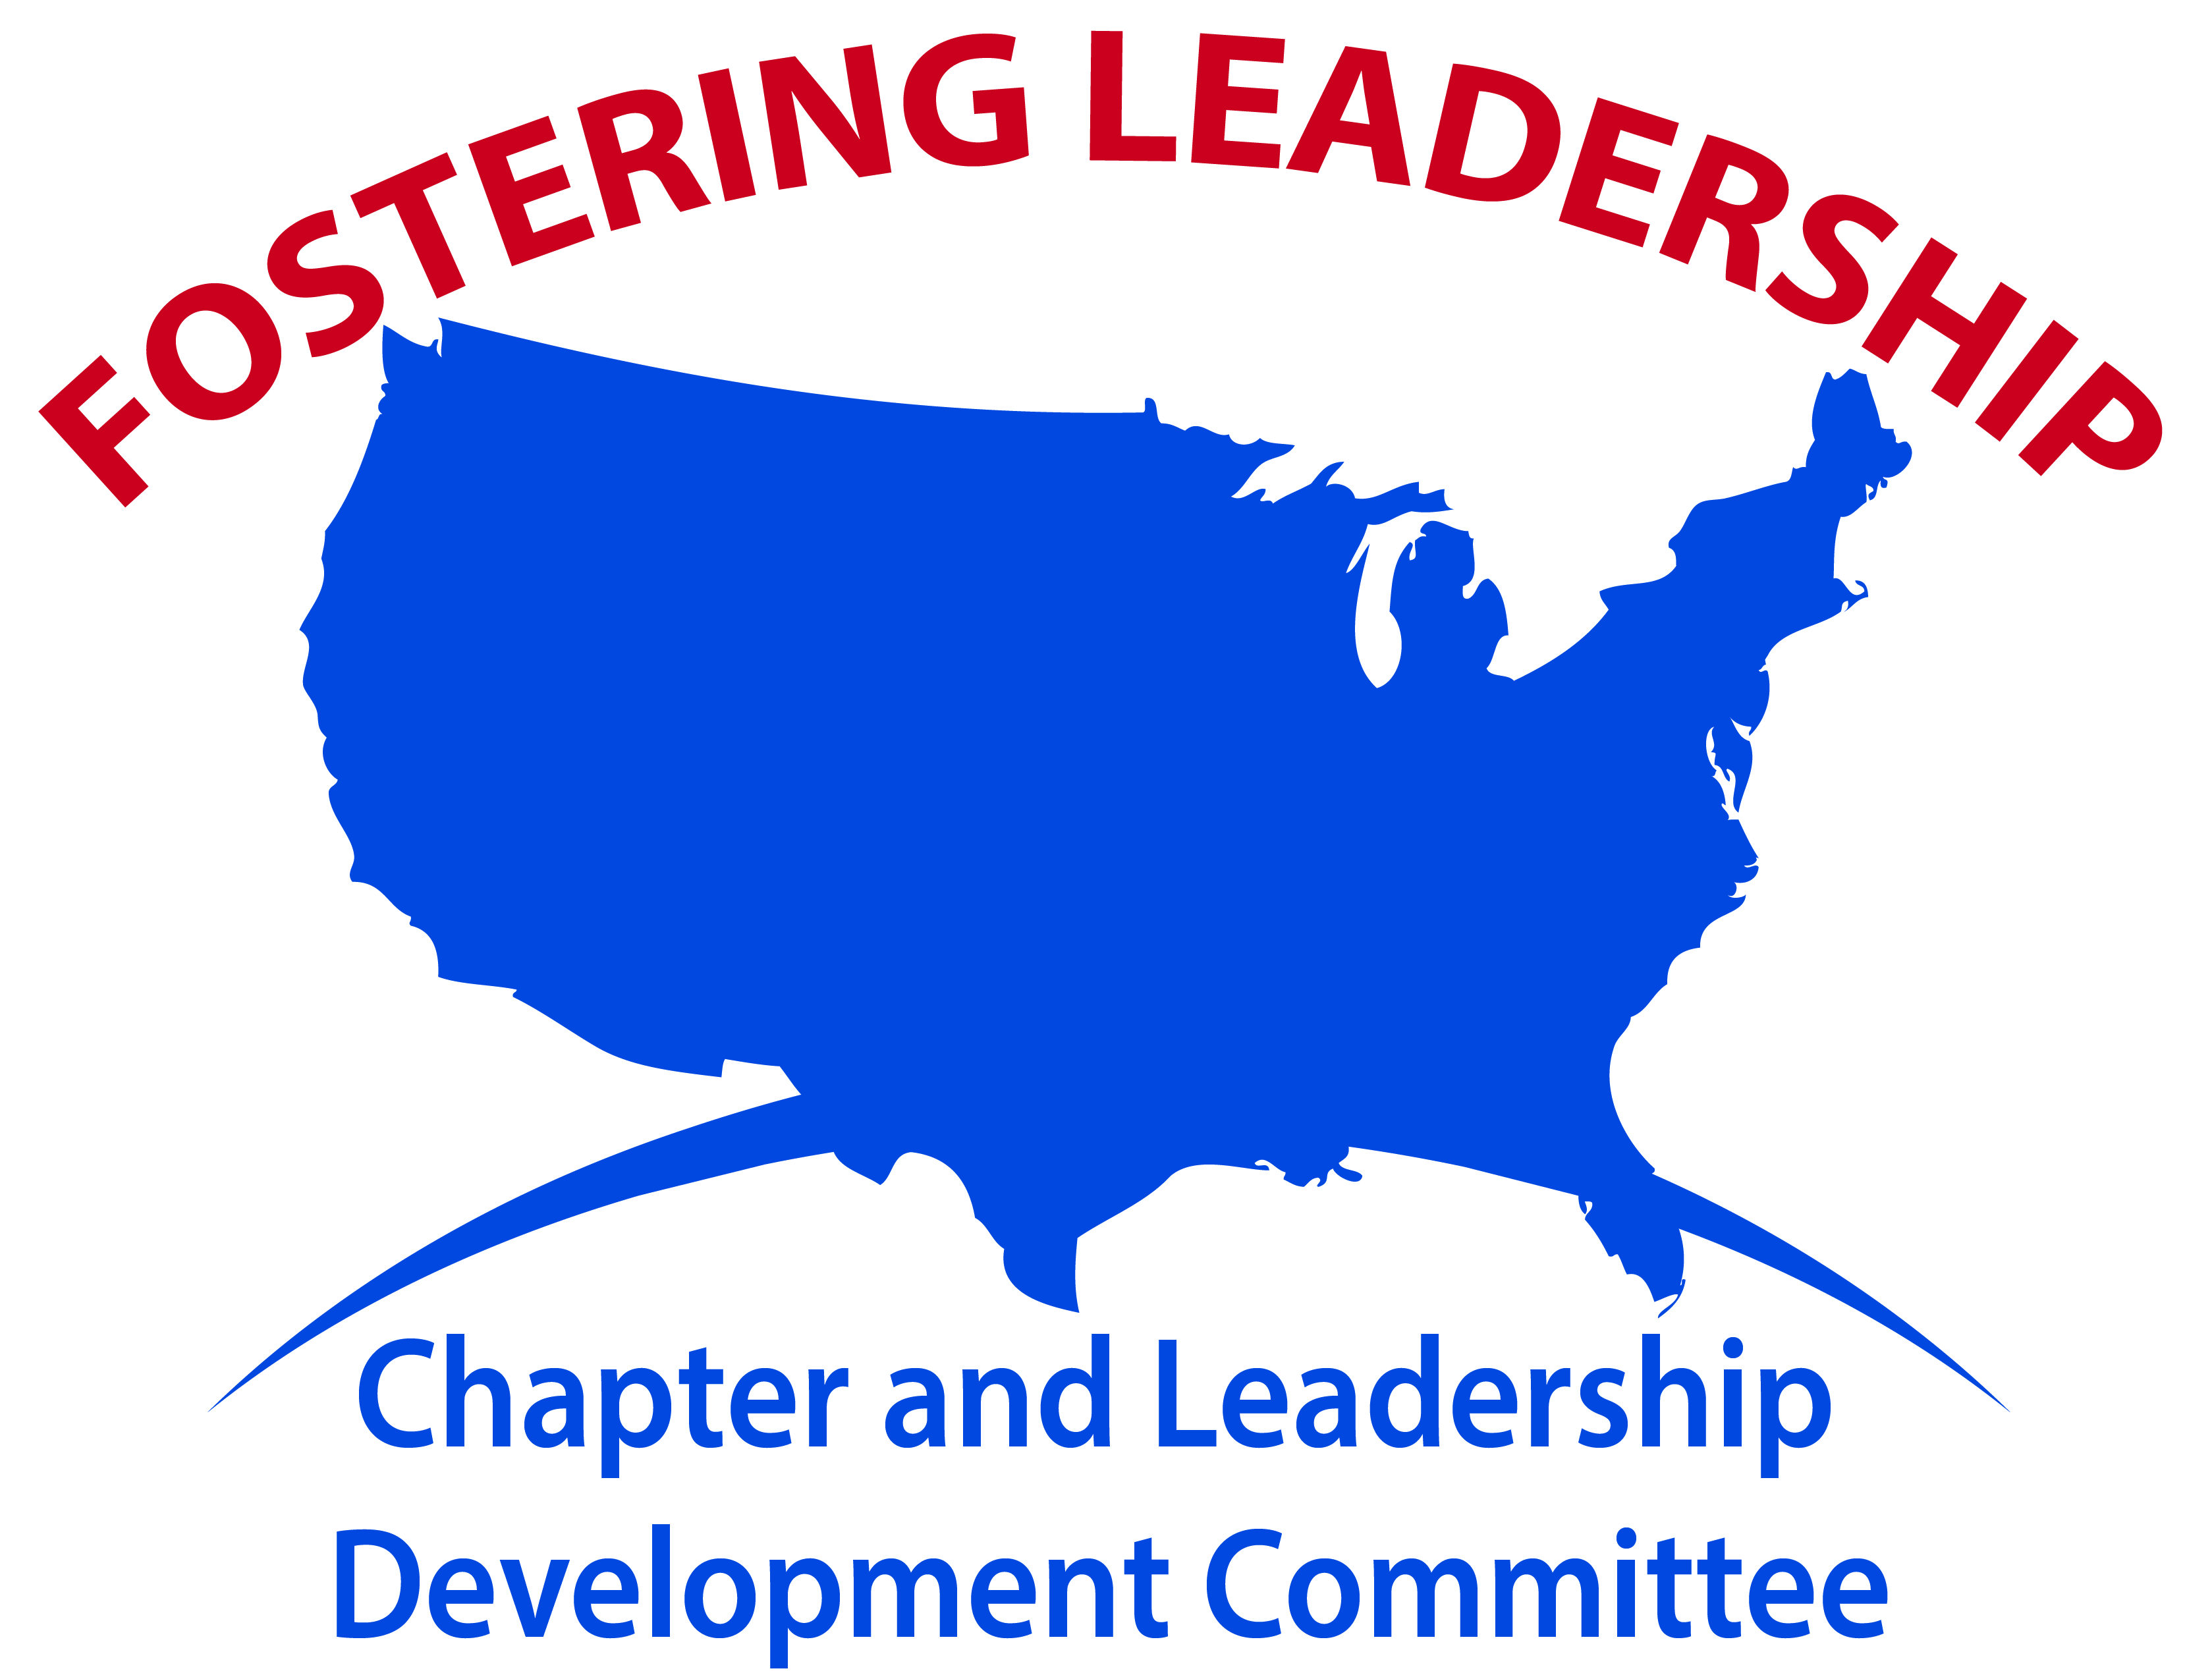 FOSTERING LEADERSHIP
Chapter and Leadership
Development Committee